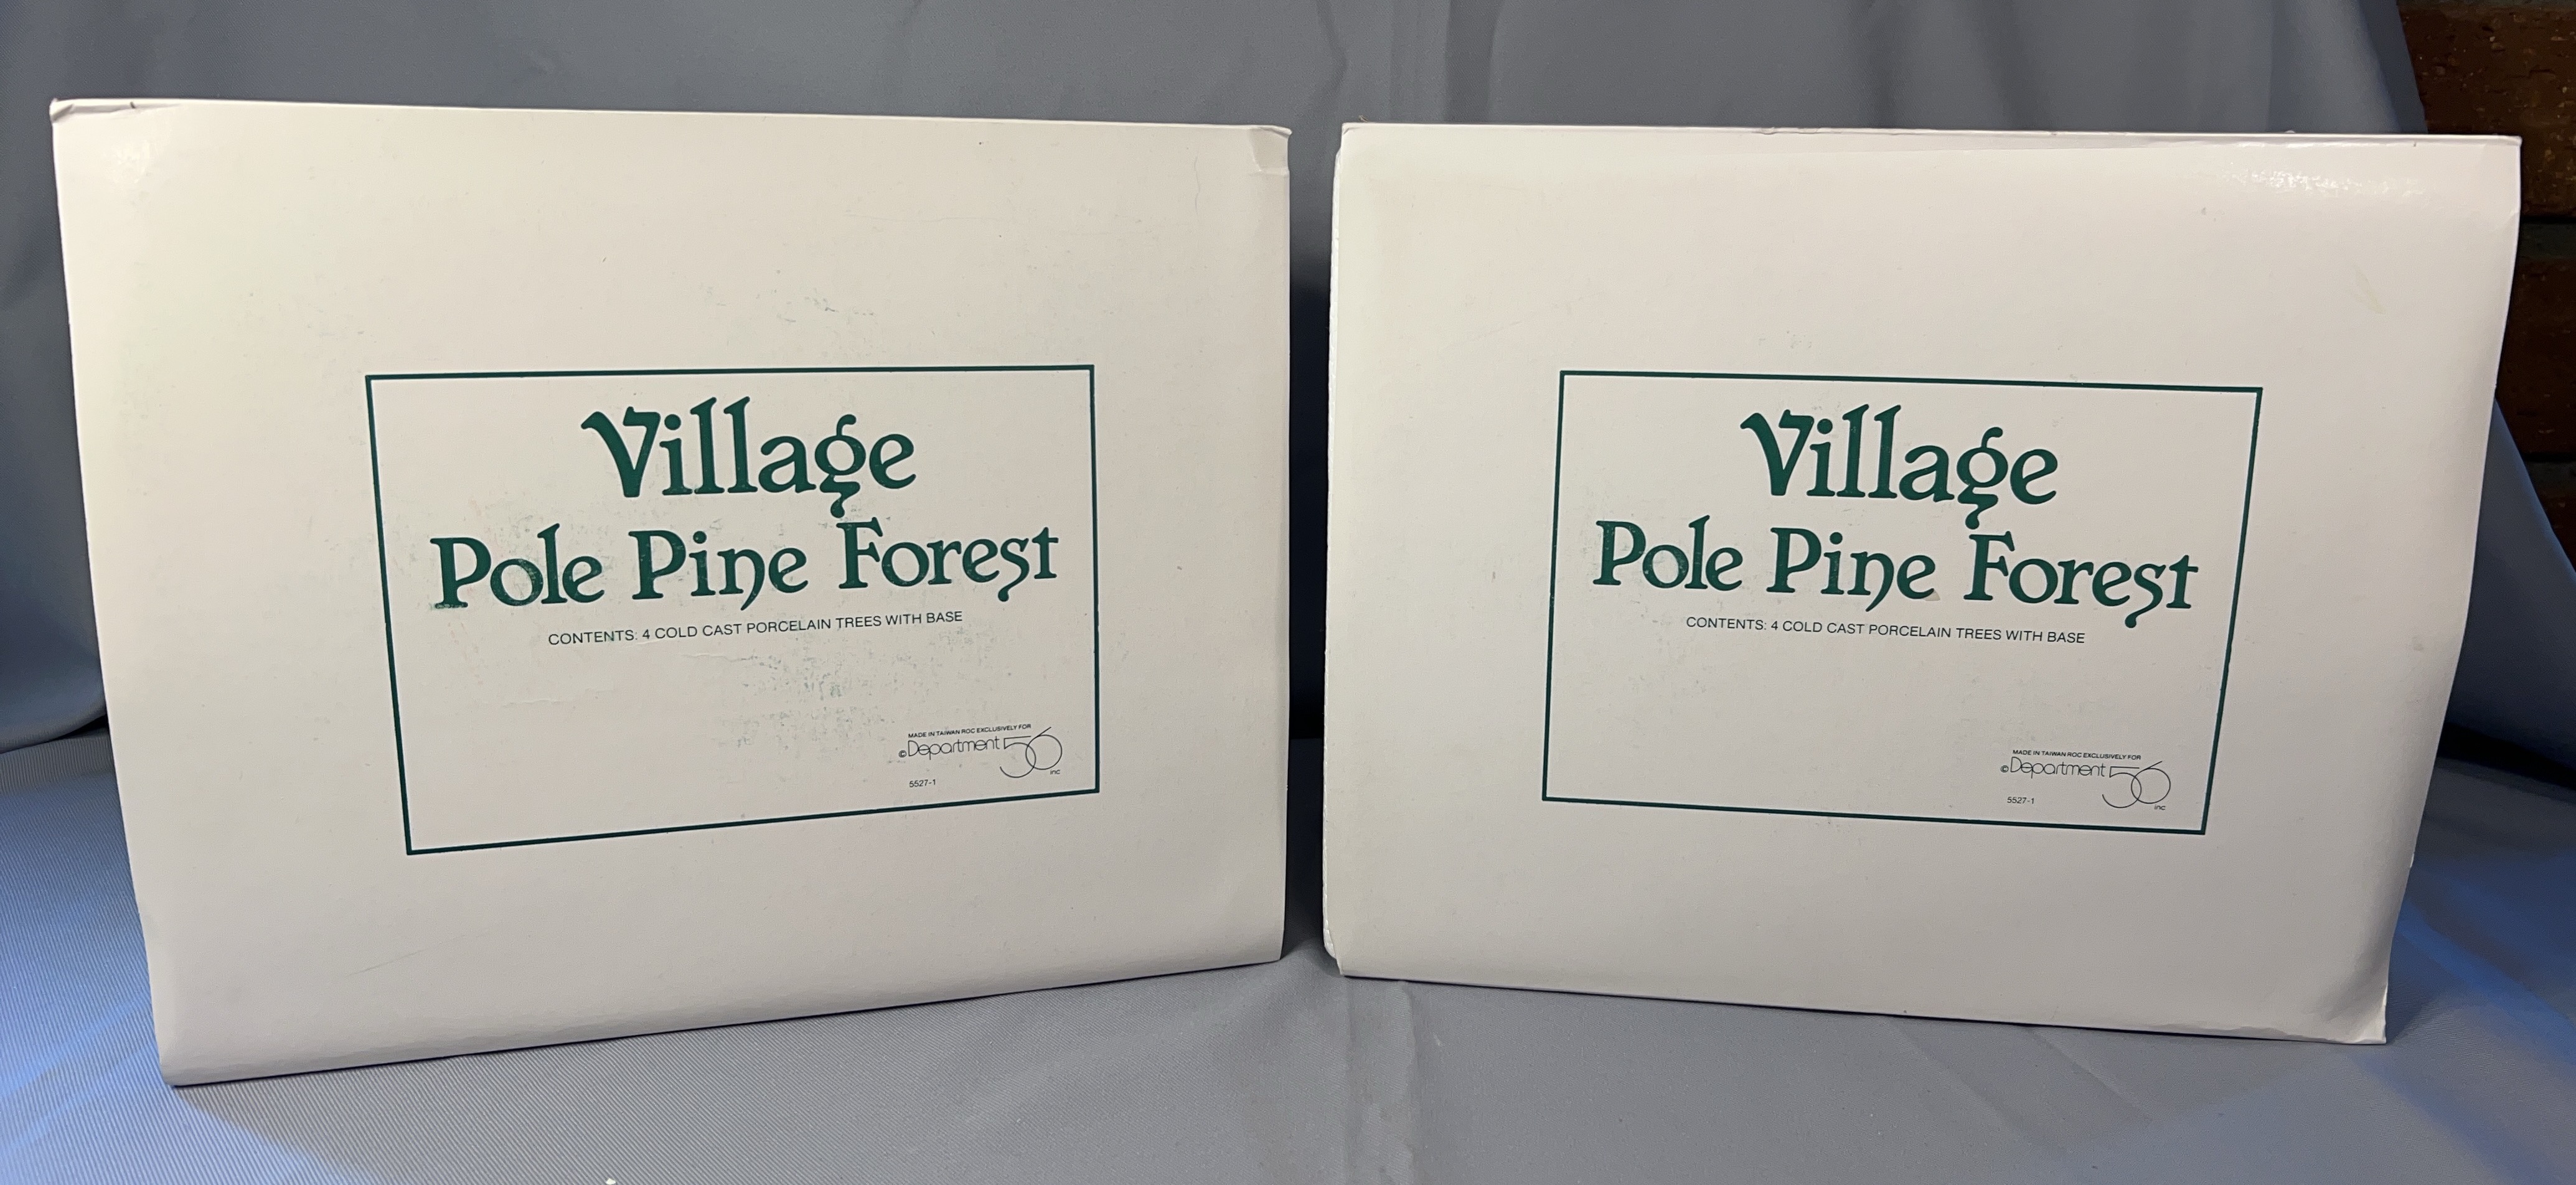 Village
Pole Pine Forest
CONTENTS: 4 COLD CAST PORCELAIN TREES WITH BASE
MADE IN TAIWAN ROC EXCLUSIVELY FOR
©Department 56 inc
5527-1
Village
Pole Pine Forest
CONTENTS: 4 COLD CAST PORCELAIN TREES WITH BASE
MADE IN TAIWAN ROC EXCLUSIVELY FOR
©Department 56 inc
5527-1